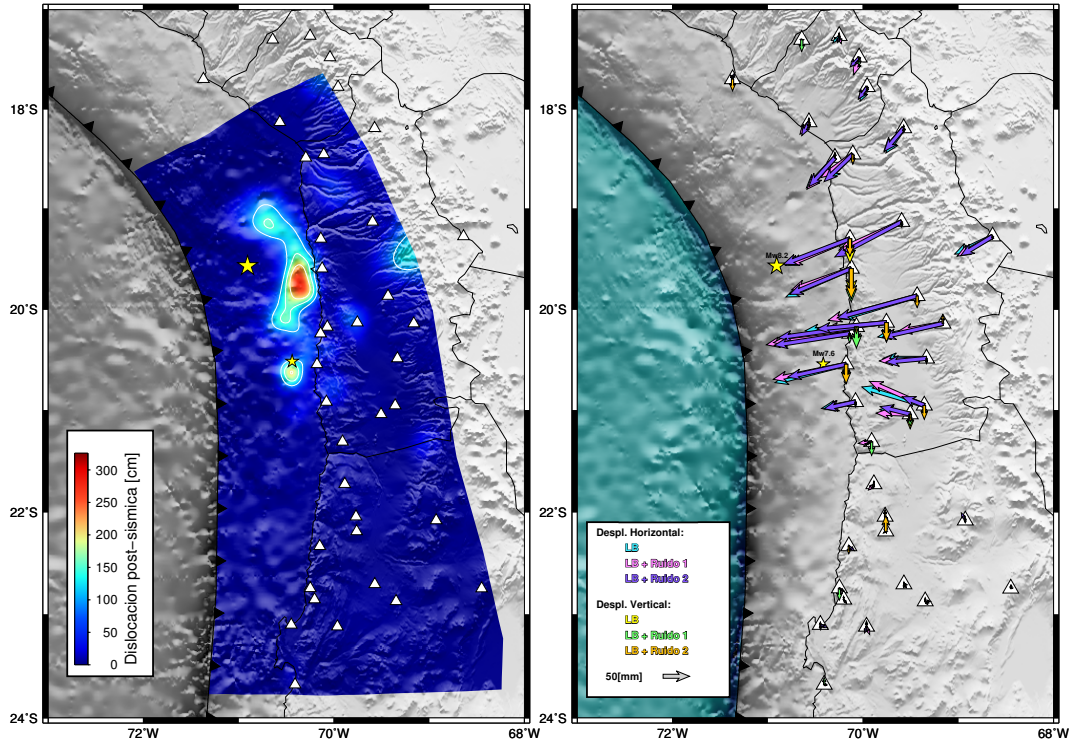 18°S
20°S
22°S
24°S
72°W
70°W
68°W
300
250
200
150
100
50
0
Dislocacion post-sismica [cm]
18°S
20°S
22°S
24°S
72°W
70°W
68°W
Mw8.2
Mw7.6
Despl. Horizontal:
LB
LB + Ruido 1
LB + Ruido 2
Despl. Vertical:
LB
LB + Ruido 1
LB + Ruido 2
50[mm]